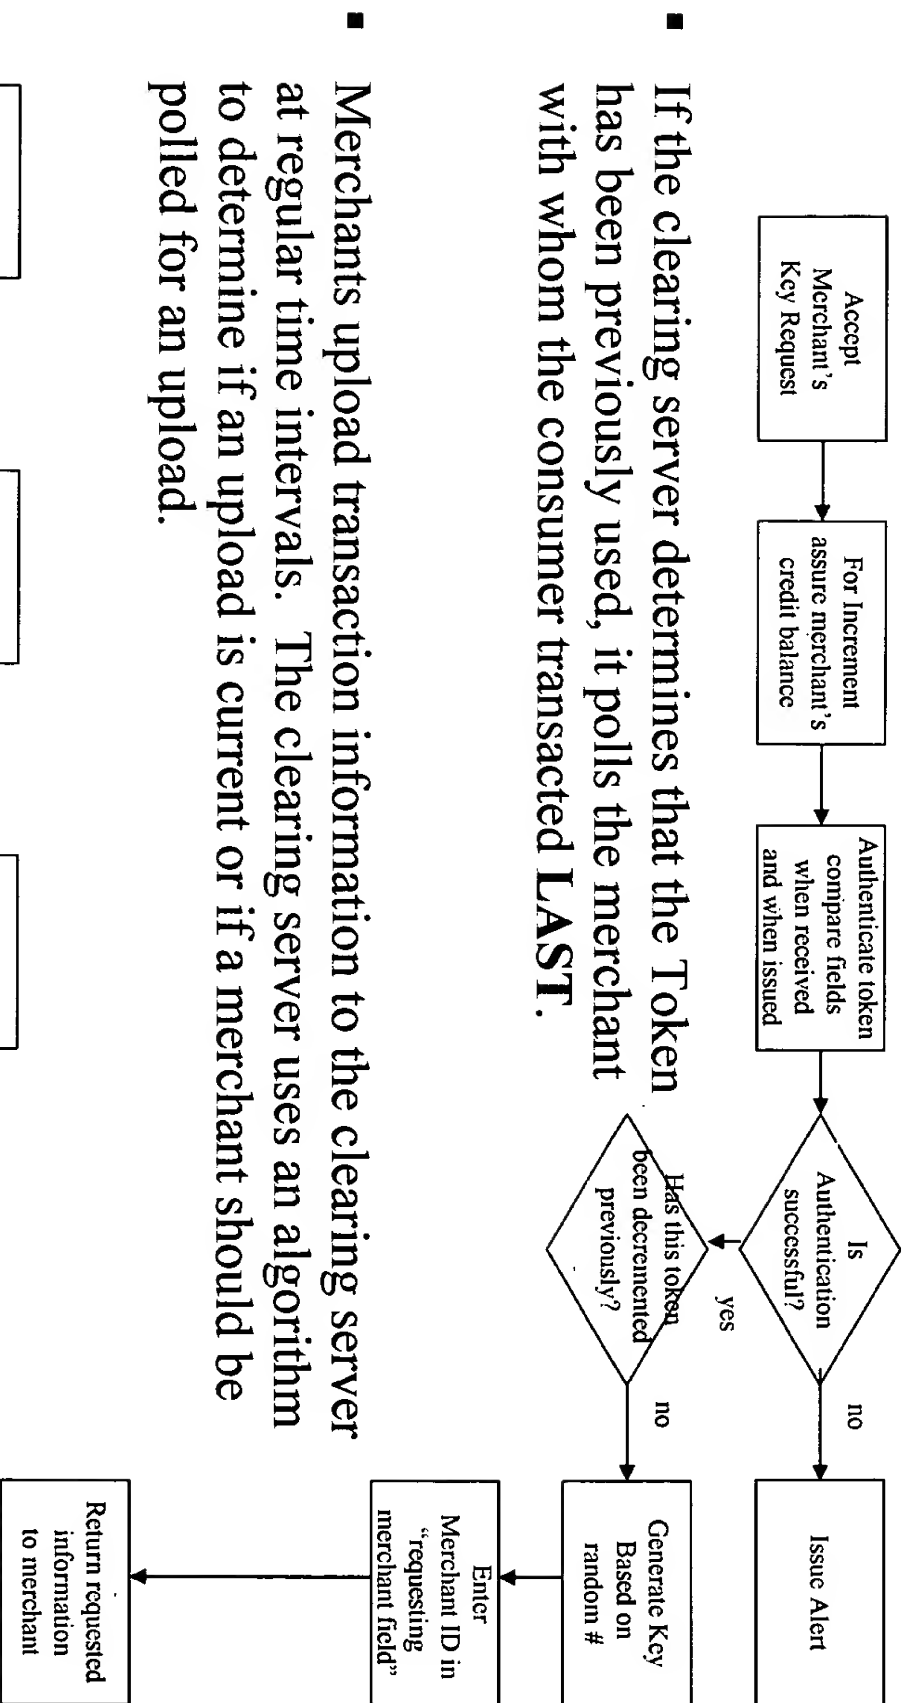 Accept
Merchant's
Key Request
For Increment
assure merchant's
credit balance
Authenticate token
compare fields
when received
and when issued
Is
Authentication
successful?
no
Issue Alert
yes
Has this token
been decremented
previously?
no
Generate Key
Based on
random #
Enter
Merchant ID in
"requesting
merchant field"
Return requested
information
to merchant
▪ If the clearing server determines that the Token
has been previously used, it polls the merchant
with whom the consumer transacted LAST.
▪ Merchants upload transaction information to the clearing server
at regular time intervals. The clearing server uses an algorithm
to determine if an upload is current or if a merchant should be
polled for an upload.